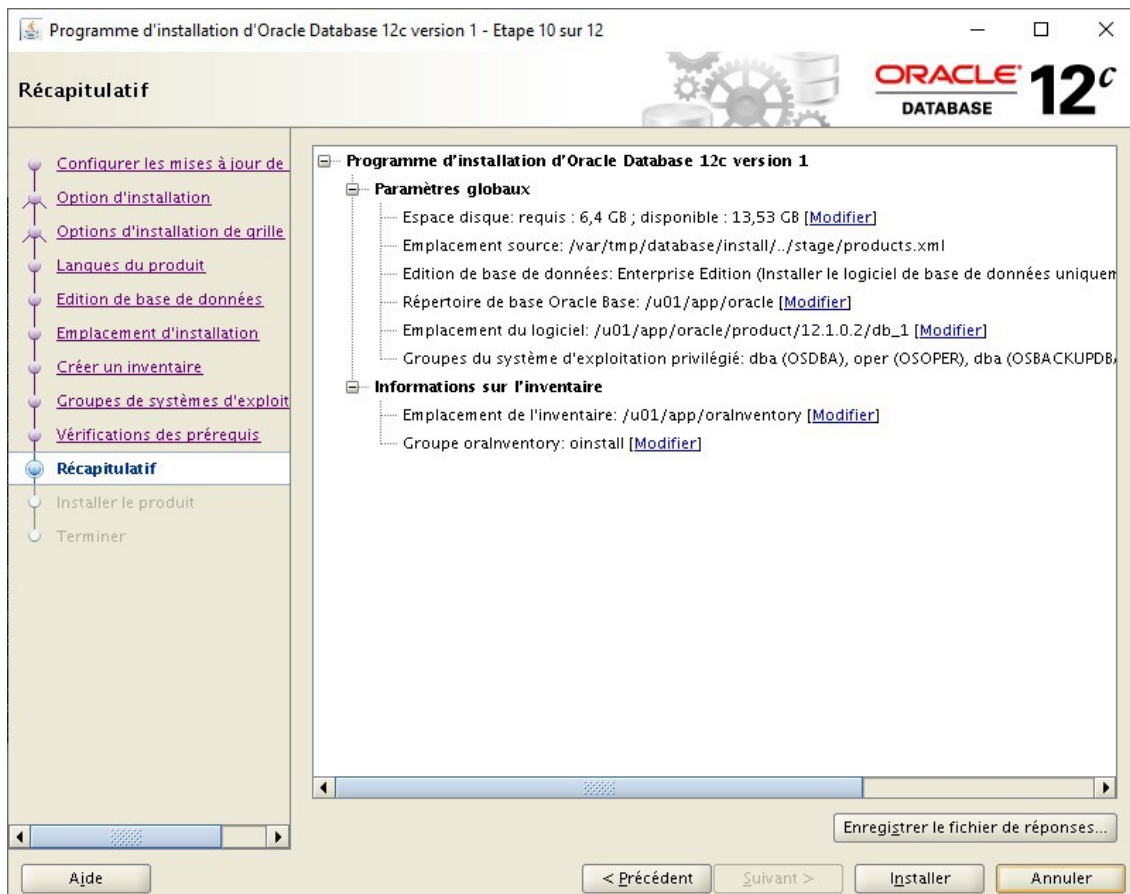 Programme d'installation d'Oracle Database 12c version 1 - Etape 10 sur 12
Récapitulatif
ORACLE DATABASE 12c
Configurer les mises à jour de
Option d'installation
Options d'installation de grille
Langues du produit
Edition de base de données
Emplacement d'installation
Créer un inventaire
Groupes de systèmes d'exploit
Vérifications des prérequis
Récapitulatif
Installer le produit
Terminer
Programme d'installation d'Oracle Database 12c version 1
Paramètres globaux
Espace disque: requis : 6,4 GB ; disponible : 13,53 GB [Modifier]
Emplacement source: /var/tmp/database/install/../stage/products.xml
Edition de base de données: Enterprise Edition (Installer le logiciel de base de données uniquem
Répertoire de base Oracle Base: /u01/app/oracle [Modifier]
Emplacement du logiciel: /u01/app/oracle/product/12.1.0.2/db_1 [Modifier]
Groupes du système d'exploitation privilégié: dba (OSDBA), oper (OSOPER), dba (OSBACKUPDBA
Informations sur l'inventaire
Emplacement de l'inventaire: /u01/app/oraInventory [Modifier]
Groupe oraInventory: oinstall [Modifier]
Enregistrer le fichier de réponses...
Aide
< Précédent
Suivant >
Installer
Annuler